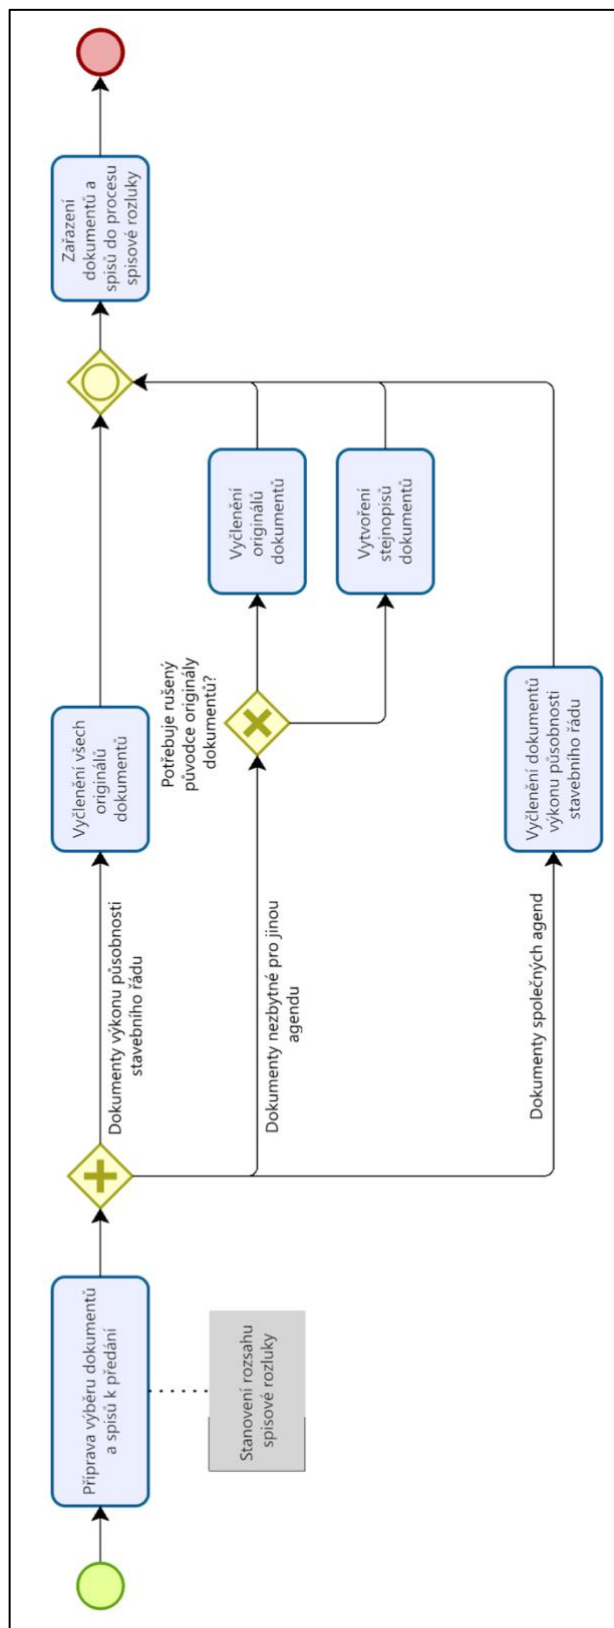 Příprava výběru dokumentů
a spisů k předání
Stanovení rozsahu
spisové rozluky
Dokumenty výkonu působnosti
stavebního řádu
Dokumenty nezbytné pro jinou
agendu
Dokumenty společných agend
Vyčlenění všech
originálů
dokumentů
Potřebuje rušený
původce originály
dokumentů?
Vyčlenění dokumentů
výkonu působnosti
stavebního řádu
Vyčlenění
originálů
dokumentů
Vytvoření
stejnopisů
dokumentů
Zařazení
dokumentů a
spisů do procesu
spisové rozluky